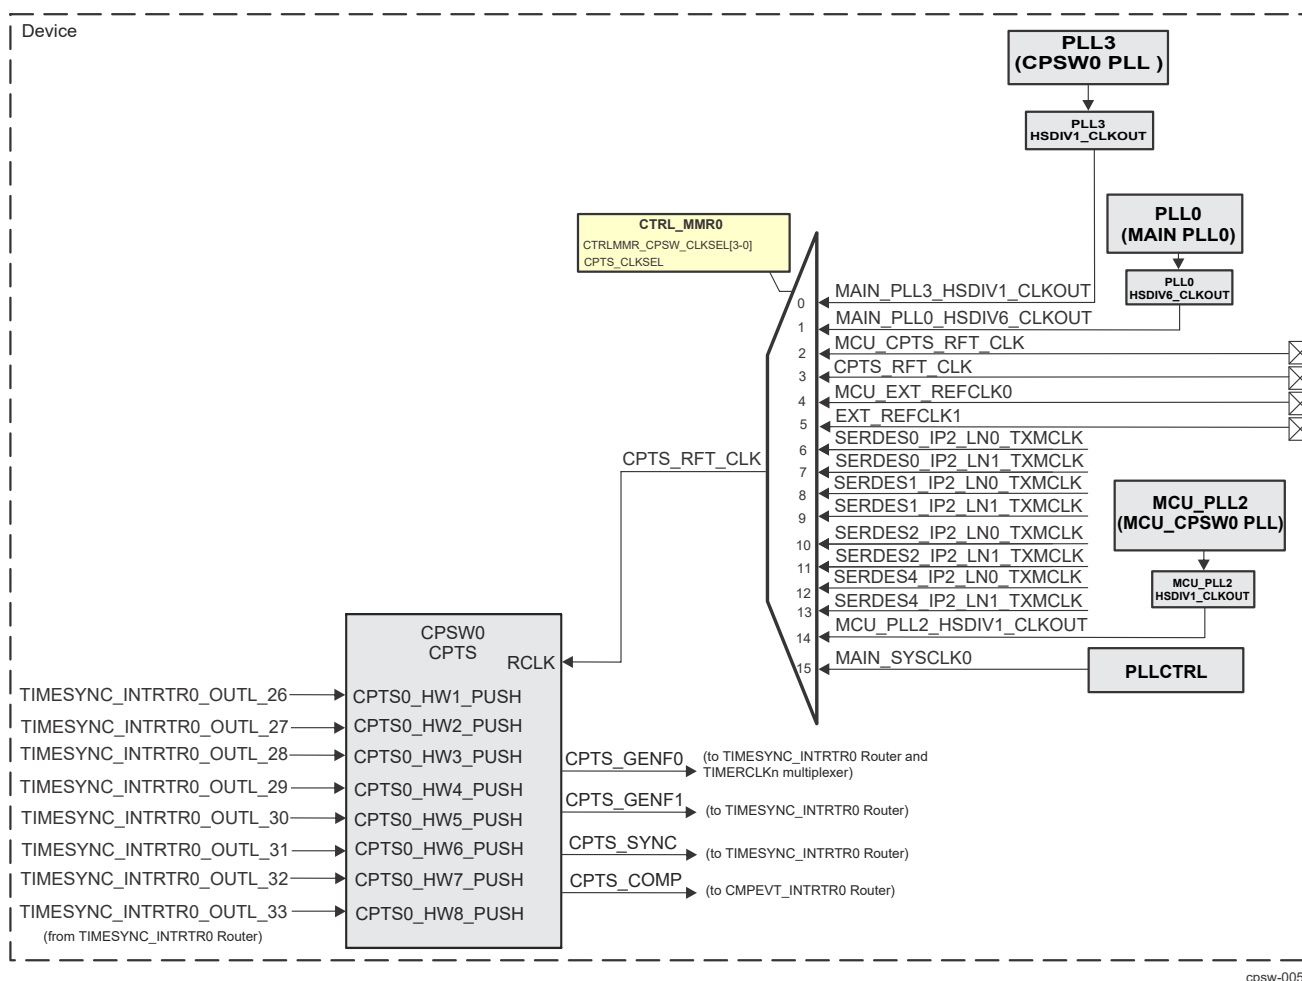 Device
PLL3
(CPSW0 PLL )
PLL3
HSDIV1_CLKOUT
PLL0
(MAIN PLL0)
PLL0
HSDIV6_CLKOUT
CTRL_MMR0
CTRLMMR_CPSW_CLKSEL[3-0]
CPTS_CLKSEL
0 MAIN_PLL3_HSDIV1_CLKOUT
1 MAIN_PLL0_HSDIV6_CLKOUT
2 MCU_CPTS_RFT_CLK
3 CPTS_RFT_CLK
4 MCU_EXT_REFCLK0
5 EXT_REFCLK1
6 SERDES0_IP2_LN0_TXMCLK
7 SERDES0_IP2_LN1_TXMCLK
8 SERDES1_IP2_LN0_TXMCLK
9 SERDES1_IP2_LN1_TXMCLK
10 SERDES2_IP2_LN0_TXMCLK
11 SERDES2_IP2_LN1_TXMCLK
12 SERDES4_IP2_LN0_TXMCLK
13 SERDES4_IP2_LN1_TXMCLK
14 MCU_PLL2_HSDIV1_CLKOUT
15 MAIN_SYSCLK0
CPTS_RFT_CLK
MCU_PLL2
(MCU_CPSW0 PLL)
MCU_PLL2
HSDIV1_CLKOUT
PLLCTRL
CPSW0
CPTS
RCLK
TIMESYNC_INTRTR0_OUTL_26 CPTS0_HW1_PUSH
TIMESYNC_INTRTR0_OUTL_27 CPTS0_HW2_PUSH
TIMESYNC_INTRTR0_OUTL_28 CPTS0_HW3_PUSH
TIMESYNC_INTRTR0_OUTL_29 CPTS0_HW4_PUSH
TIMESYNC_INTRTR0_OUTL_30 CPTS0_HW5_PUSH
TIMESYNC_INTRTR0_OUTL_31 CPTS0_HW6_PUSH
TIMESYNC_INTRTR0_OUTL_32 CPTS0_HW7_PUSH
TIMESYNC_INTRTR0_OUTL_33 CPTS0_HW8_PUSH
(from TIMESYNC_INTRTR0 Router)
CPTS_GENF0 (to TIMESYNC_INTRTR0 Router and
TIMERCLKn multiplexer)
CPTS_GENF1 (to TIMESYNC_INTRTR0 Router)
CPTS_SYNC (to TIMESYNC_INTRTR0 Router)
CPTS_COMP (to CMPEVT_INTRTR0 Router)
cpsw-005